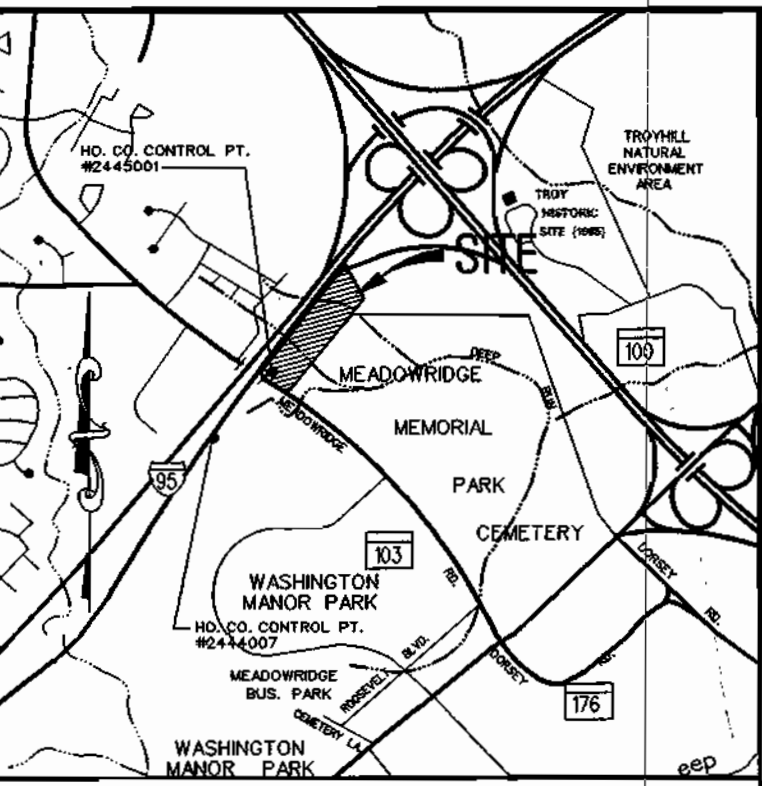 HO. CO. CONTROL PT.
#2445001
TROYHILL
NATURAL
ENVIRONMENT
AREA
TROY
HISTORIC
SITE
SITE
100
MEADOWRIDGE
DEEP
RUN
MEADOWRIDGE
MEMORIAL
PARK
CEMETERY
95
103
RD.
WASHINGTON
MANOR PARK
HO. CO. CONTROL PT.
#2444007
DORSEY
RD.
MEADOWRIDGE
BUS. PARK
ROOSEVELT BLVD.
DORSEY
RD.
176
CEMETERY LA.
WASHINGTON
MANOR PARK
eep